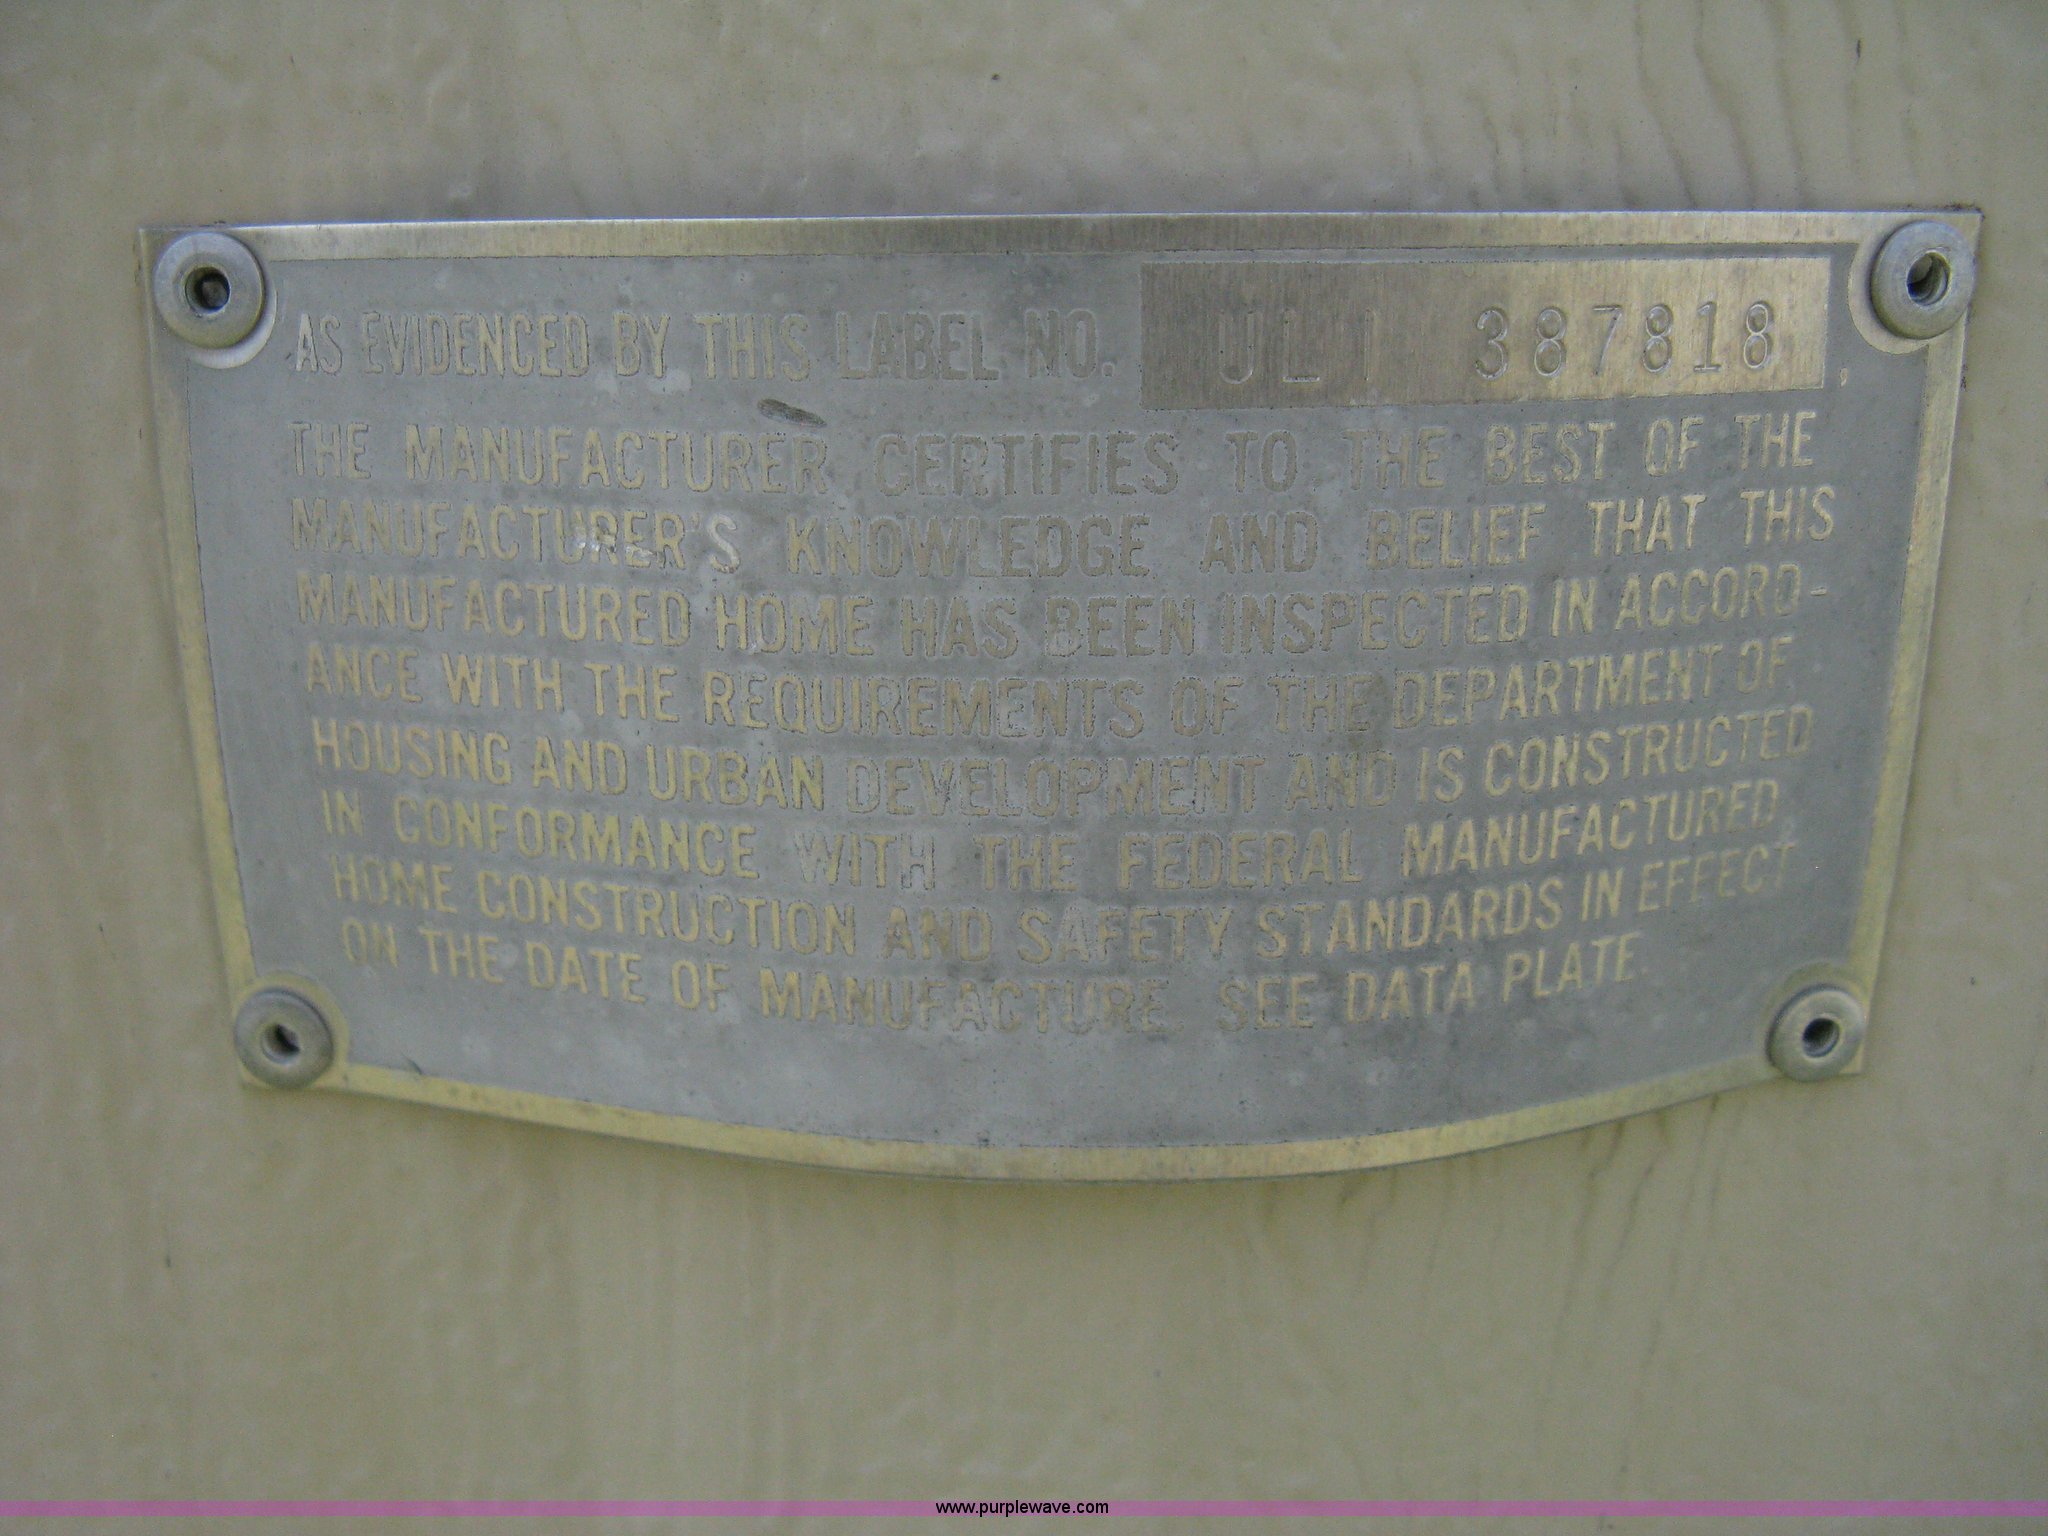 AS EVIDENCED BY THIS LABEL NO. ULI 387818,
THE MANUFACTURER CERTIFIES TO THE BEST OF THE
MANUFACTURER'S KNOWLEDGE AND BELIEF THAT THIS
MANUFACTURED HOME HAS BEEN INSPECTED IN ACCORD-
ANCE WITH THE REQUIREMENTS OF THE DEPARTMENT OF
HOUSING AND URBAN DEVELOPMENT AND IS CONSTRUCTED
IN CONFORMANCE WITH THE FEDERAL MANUFACTURED
HOME CONSTRUCTION AND SAFETY STANDARDS IN EFFECT
ON THE DATE OF MANUFACTURE. SEE DATA PLATE.
www.purplewave.com